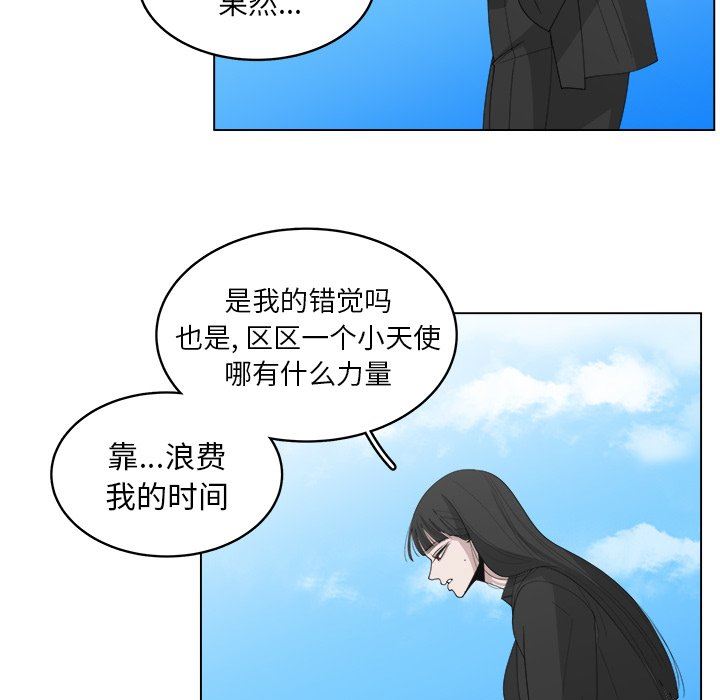 果然...
是我的错觉吗
也是, 区区一个小天使
哪有什么力量
靠...浪费
我的时间